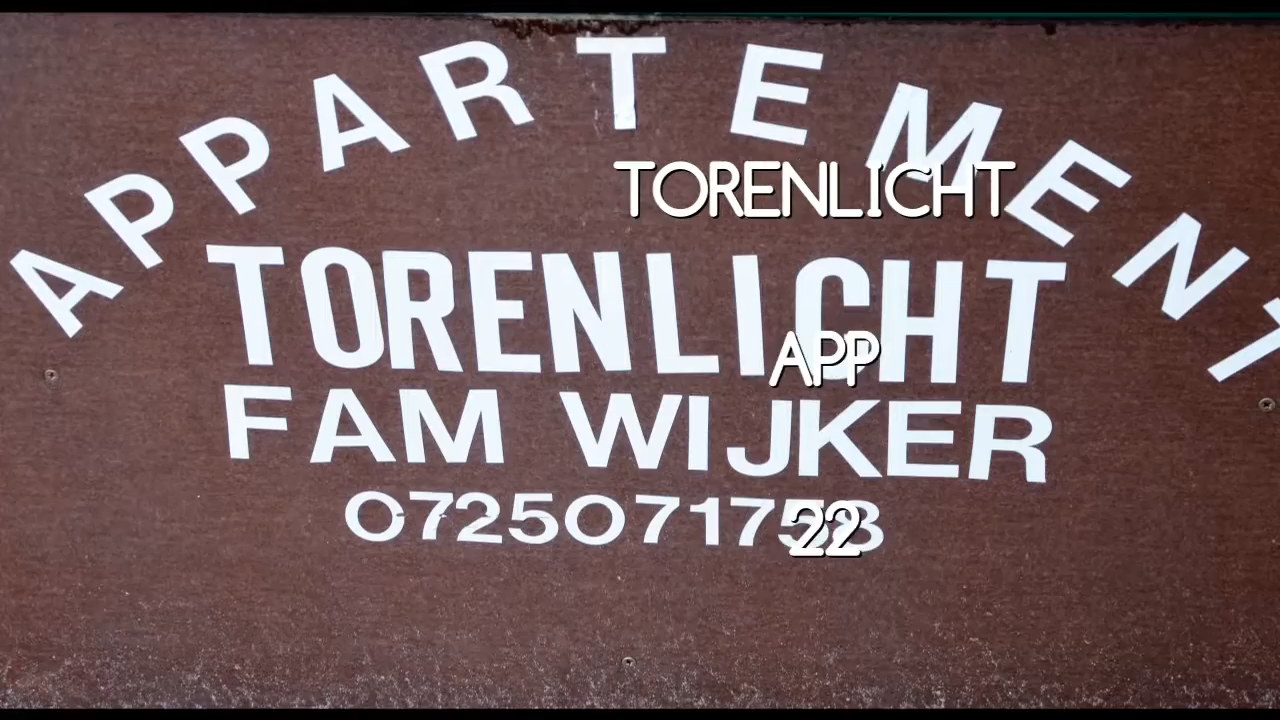 APPARTEMENT
TORENLICHT
TORENLICHT
APP
FAM WIJKER
22